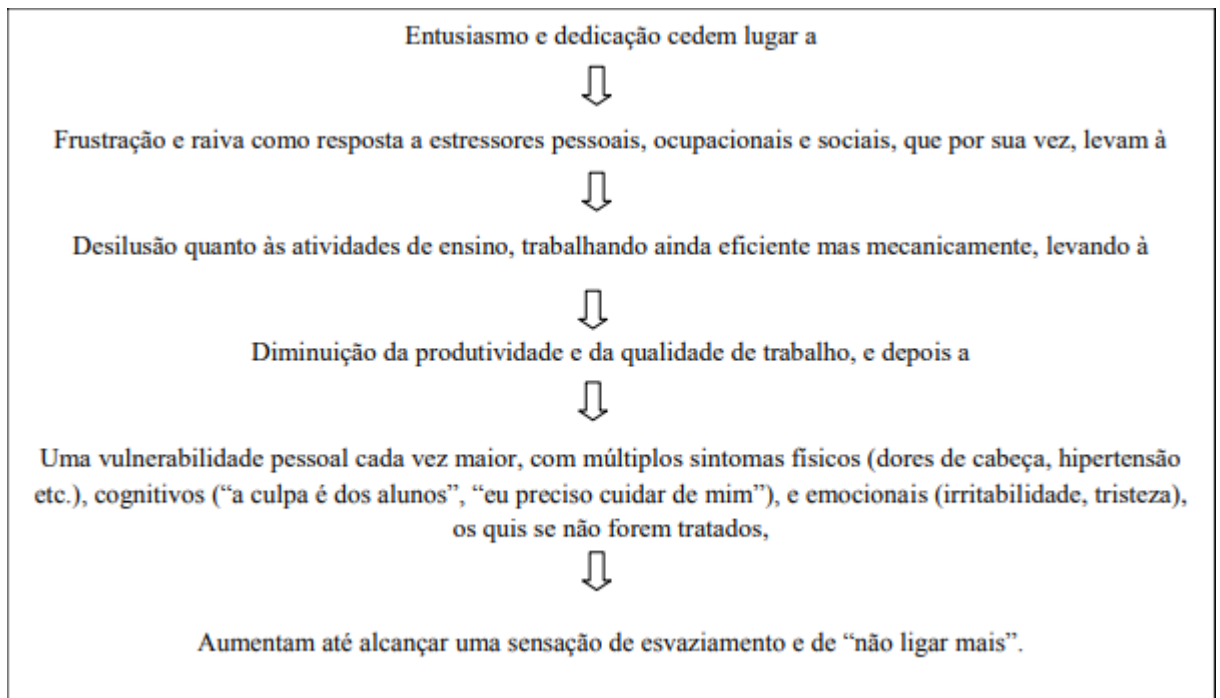 Entusiasmo e dedicação cedem lugar a
Frustração e raiva como resposta a estressores pessoais, ocupacionais e sociais, que por sua vez, levam à
Desilusão quanto às atividades de ensino, trabalhando ainda eficiente mas mecanicamente, levando à
Diminuição da produtividade e da qualidade de trabalho, e depois a
Uma vulnerabilidade pessoal cada vez maior, com múltiplos sintomas físicos (dores de cabeça, hipertensão
etc.), cognitivos (“a culpa é dos alunos”, “eu preciso cuidar de mim”), e emocionais (irritabilidade, tristeza),
os quis se não forem tratados,
Aumentam até alcançar uma sensação de esvaziamento e de “não ligar mais”.